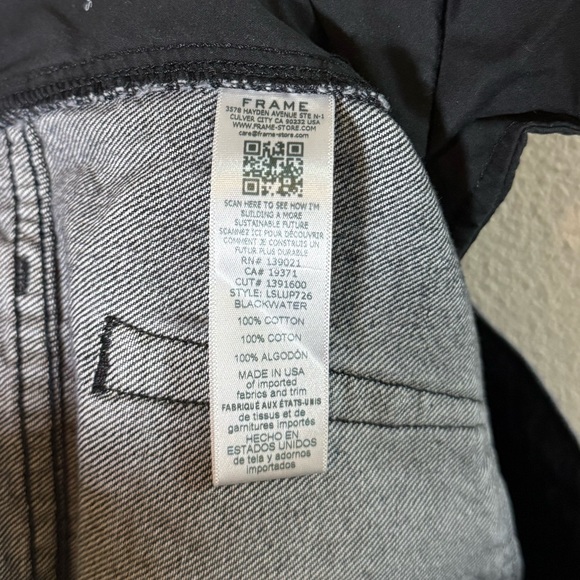 FRAME
3578 HAYDEN AVENUE STE N-1
CULVER CITY CA 90232 USA
WWW.FRAME-STORE.COM
care@frame-store.com
SCAN HERE TO SEE HOW I'M
BUILDING A MORE
SUSTAINABLE FUTURE
SCANNEZ ICI POUR DÉCOUVRIR
COMMENT JE CONSTRUIS UN
FUTUR PLUS DURABLE
RN# 139021
CA# 19371
CUT# 1391600
STYLE: LSLUP726
BLACKWATER
100% COTTON
100% COTON
100% ALGODÓN
MADE IN USA
of imported
fabrics and trim
FABRIQUÉ AUX ÉTATS-UNIS
de tissus et de
garnitures importés
HECHO EN
ESTADOS UNIDOS
de tela y adornos
importados